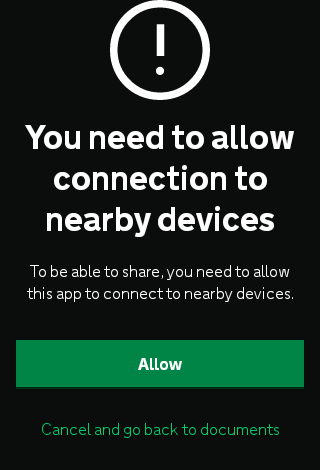 You need to allow
connection to
nearby devices
To be able to share, you need to allow
this app to connect to nearby devices.
Allow
Cancel and go back to documents